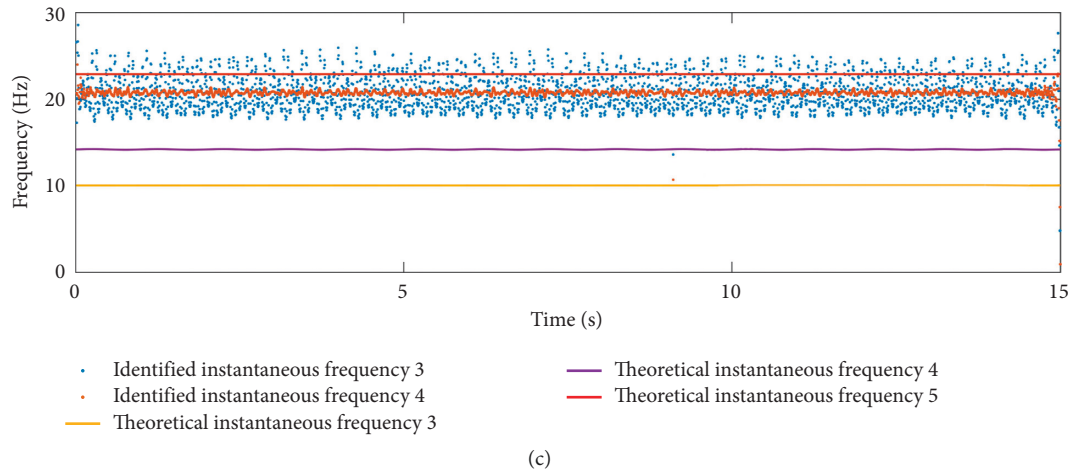 30
20
10
0
Frequency (Hz)
0 5 10 15
Time (s)
Identified instantaneous frequency 3
Identified instantaneous frequency 4
Theoretical instantaneous frequency 3
Theoretical instantaneous frequency 4
Theoretical instantaneous frequency 5
(c)